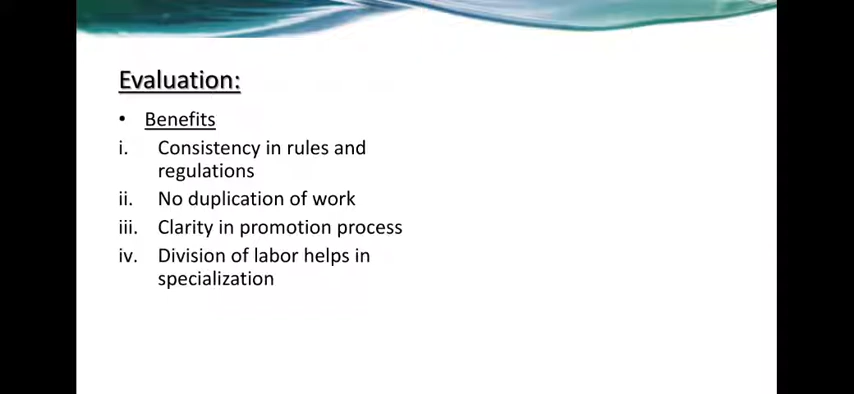 Evaluation:
• Benefits
i. Consistency in rules and
regulations
ii. No duplication of work
iii. Clarity in promotion process
iv. Division of labor helps in
specialization